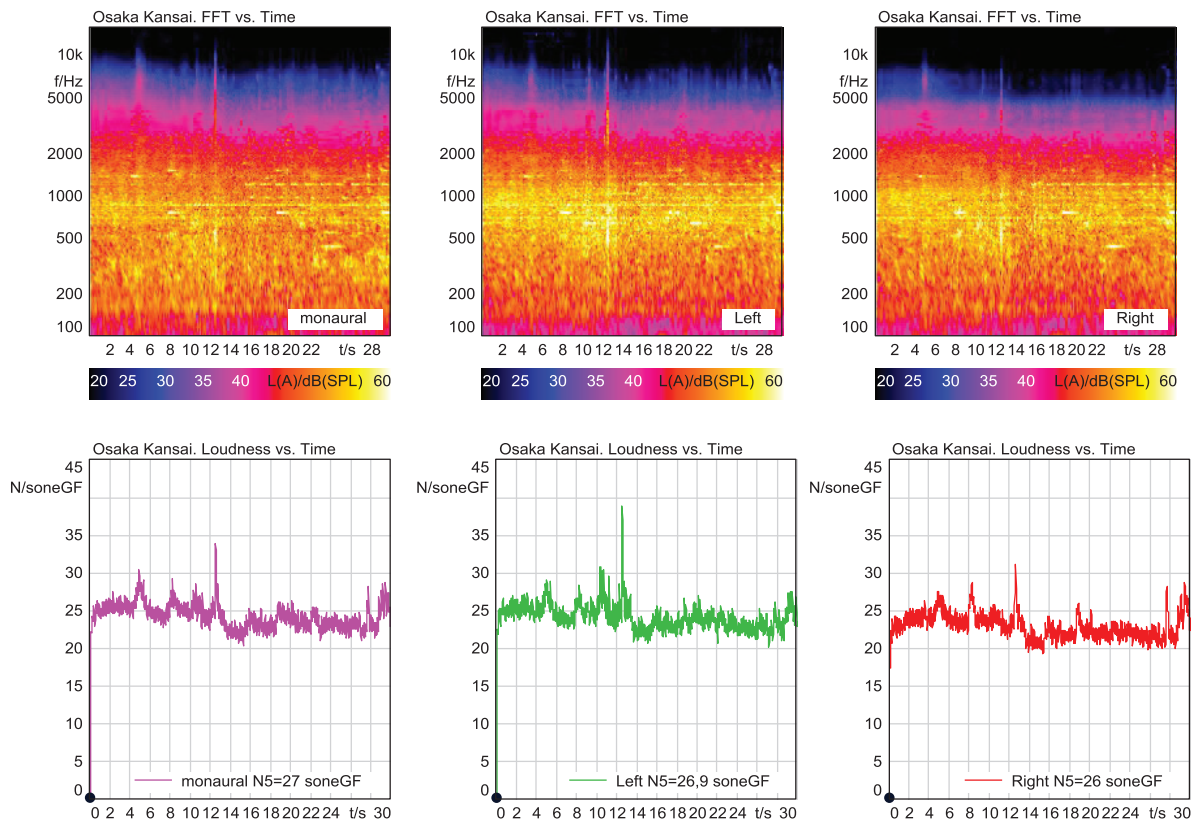 Osaka Kansai. FFT vs. Time
10k
f/Hz
5000
2000
1000
500
200
100
monaural
2 4 6 8 10 12 14 16 18 20 22 t/s 28
20 25 30 35 40 L(A)/dB(SPL) 60
Osaka Kansai. FFT vs. Time
10k
f/Hz
5000
2000
1000
500
200
100
Left
2 4 6 8 10 12 14 16 18 20 22 t/s 28
20 25 30 35 40 L(A)/dB(SPL) 60
Osaka Kansai. FFT vs. Time
10k
f/Hz
5000
2000
1000
500
200
100
Right
2 4 6 8 10 12 14 16 18 20 22 t/s 28
20 25 30 35 40 L(A)/dB(SPL) 60
Osaka Kansai. Loudness vs. Time
45
N/soneGF
35
30
25
20
15
10
5
0
monaural N5=27 soneGF
0 2 4 6 8 10 12 14 16 18 20 22 24 t/s 30
Osaka Kansai. Loudness vs. Time
45
N/soneGF
35
30
25
20
15
10
5
0
Left N5=26,9 soneGF
0 2 4 6 8 10 12 14 16 18 20 22 24 t/s 30
Osaka Kansai. Loudness vs. Time
45
N/soneGF
35
30
25
20
15
10
5
0
Right N5=26 soneGF
0 2 4 6 8 10 12 14 16 18 20 22 24 t/s 30